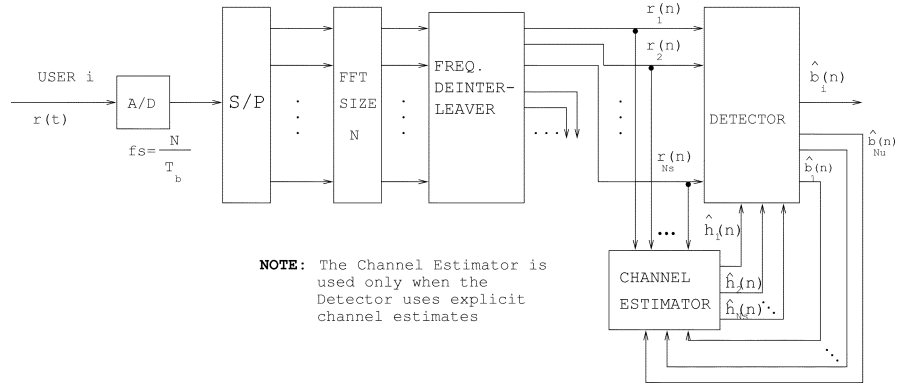 r (n)
1
r (n)
2
USER i
r(t)
A/D
fs= N
T
b
S/P
FFT
SIZE
N
FREQ.
DEINTER-
LEAVER
r (n)
Ns
DETECTOR
^
b (n)
i
^
b (n)
Nu
^
b (n)
1
^
h (n)
1
^
h (n)
2
^
h (n)
Ns
CHANNEL
ESTIMATOR
NOTE: The Channel Estimator is
used only when the
Detector uses explicit
channel estimates